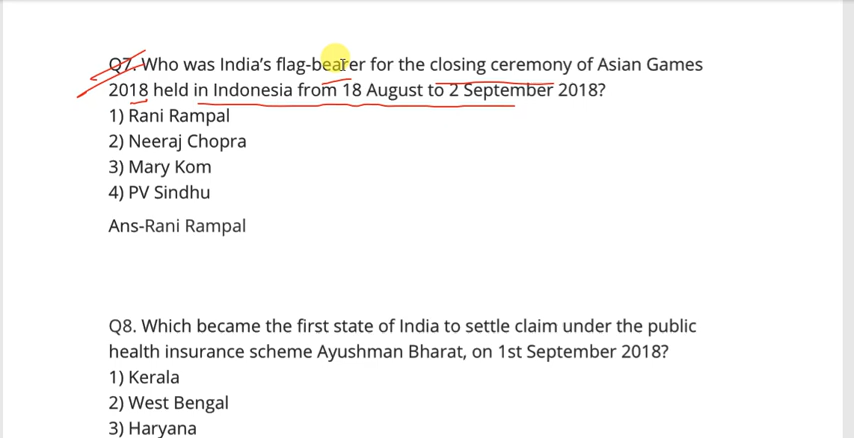 Q7. Who was India's flag-bearer for the closing ceremony of Asian Games
2018 held in Indonesia from 18 August to 2 September 2018?
1) Rani Rampal
2) Neeraj Chopra
3) Mary Kom
4) PV Sindhu
Ans-Rani Rampal
Q8. Which became the first state of India to settle claim under the public
health insurance scheme Ayushman Bharat, on 1st September 2018?
1) Kerala
2) West Bengal
3) Haryana